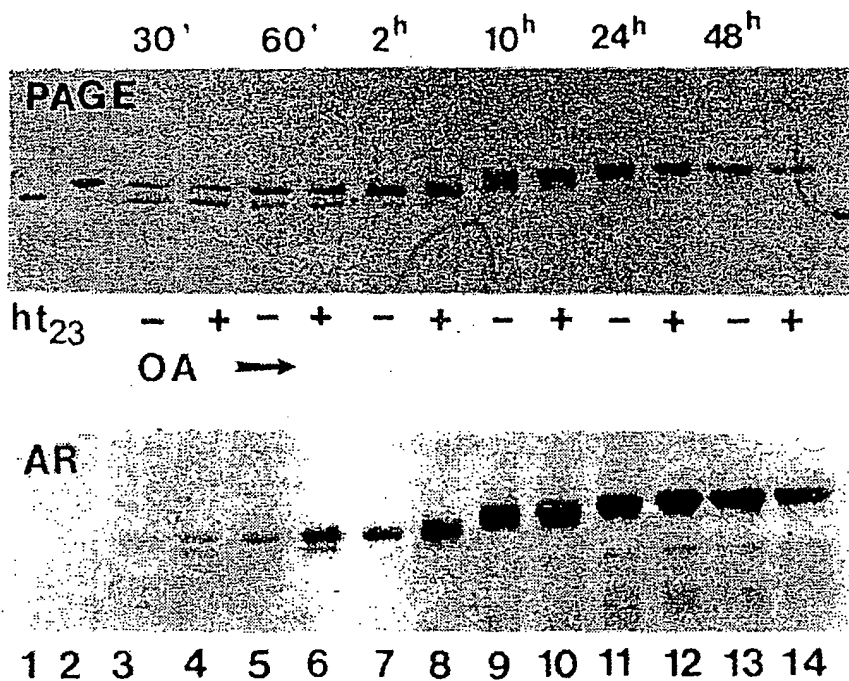 30' 60' 2h 10h 24h 48h
PAGE
ht23 - + - + - + - + - + - +
OA →
AR
1 2 3 4 5 6 7 8 9 10 11 12 13 14